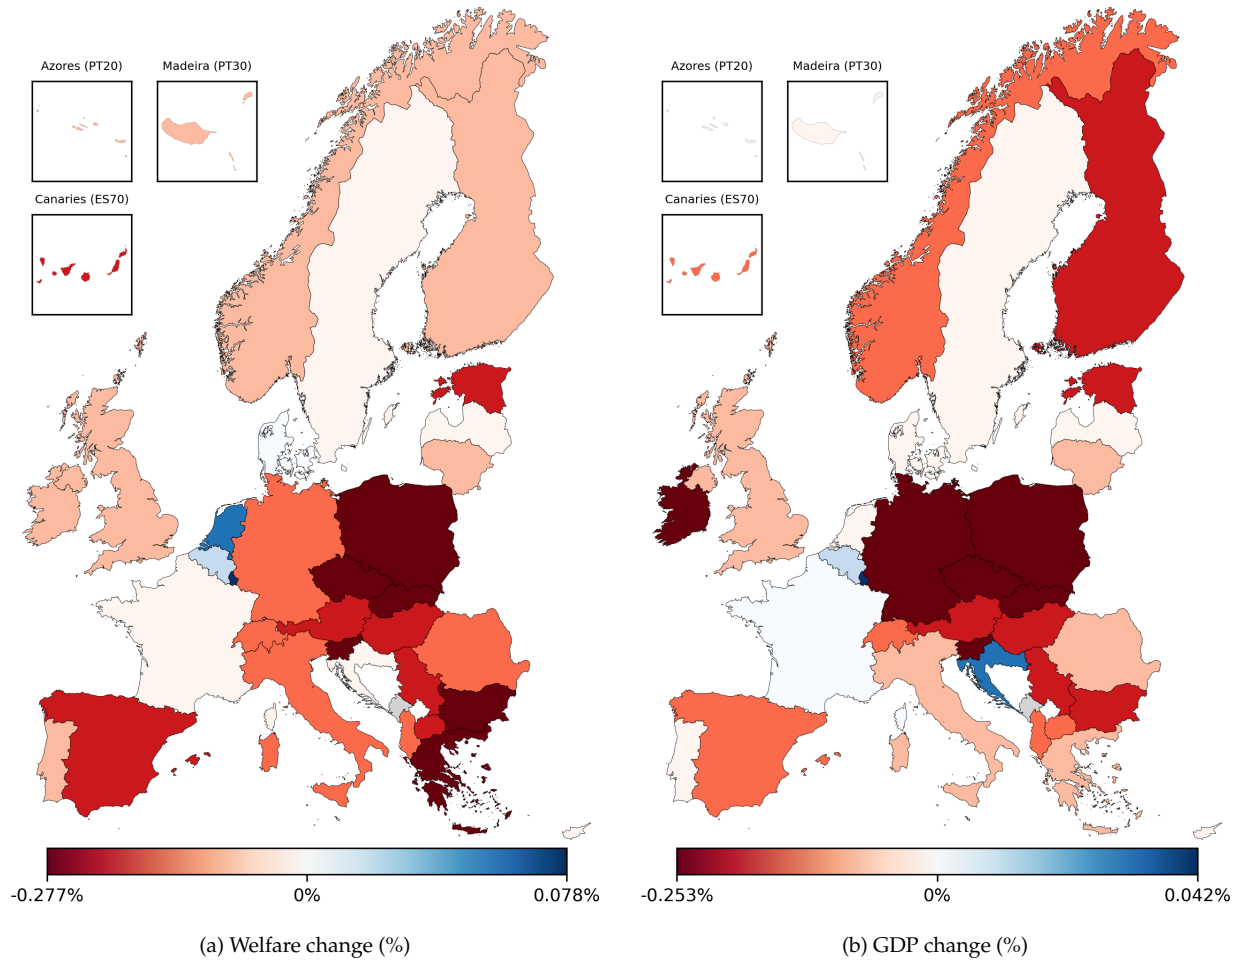 Azores (PT20)
Madeira (PT30)
Canaries (ES70)
-0.277%
0%
0.078%
(a) Welfare change (%)
Azores (PT20)
Madeira (PT30)
Canaries (ES70)
-0.253%
0%
0.042%
(b) GDP change (%)